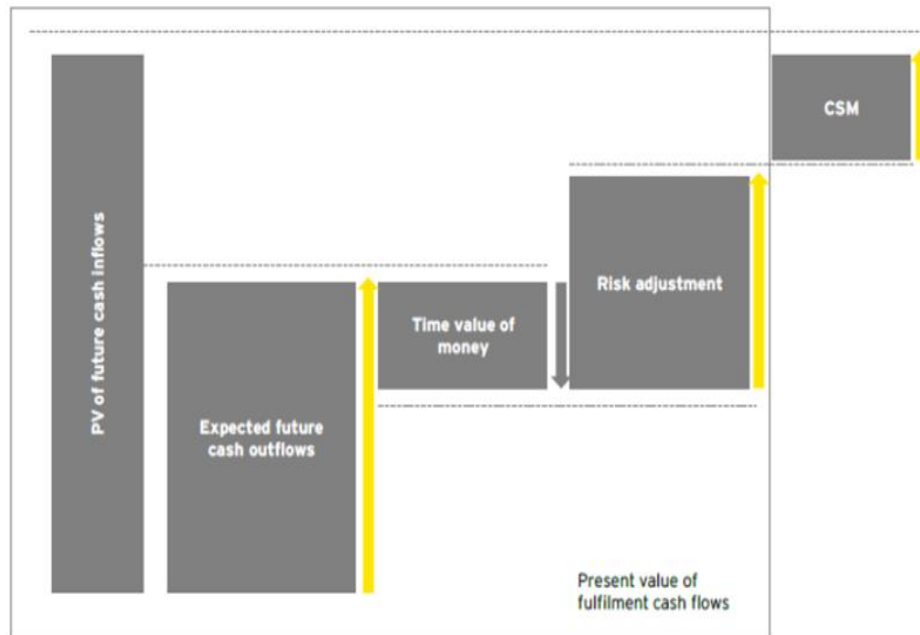 PV of future cash inflows
Expected future
cash outflows
Time value of
money
Risk adjustment
CSM
Present value of
fulfilment cash flows